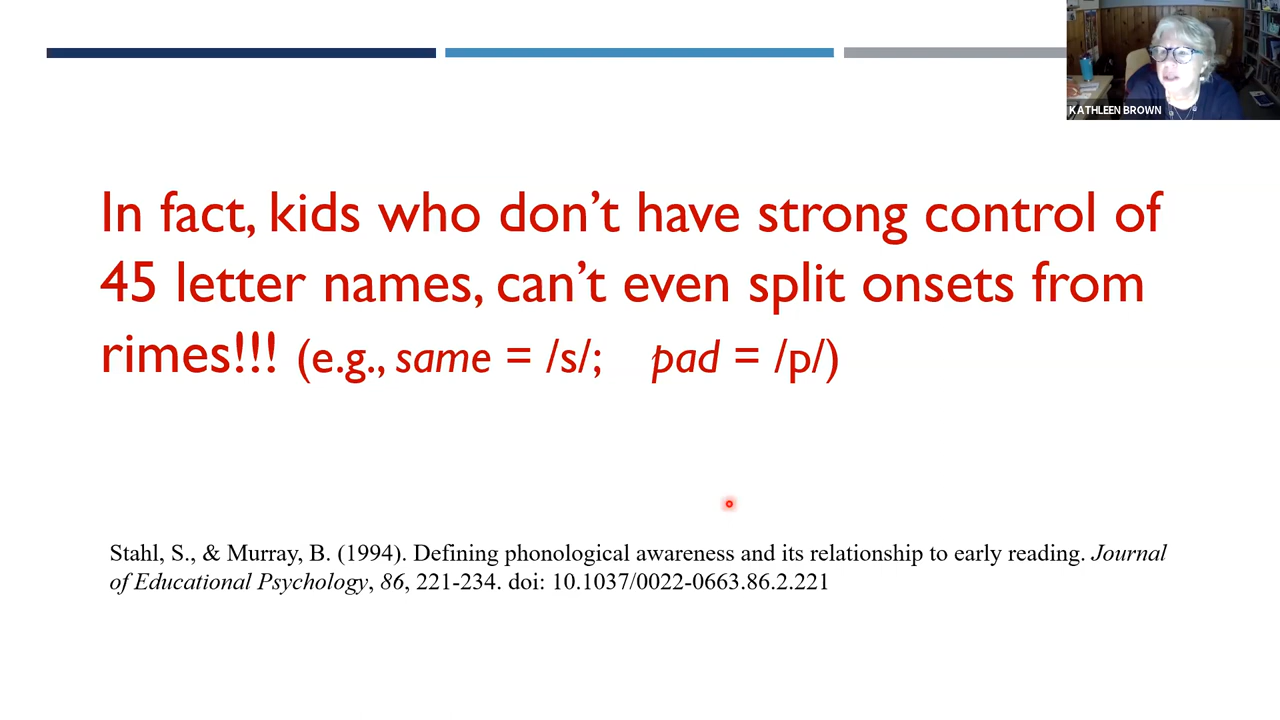 KATHLEEN BROWN
In fact, kids who don’t have strong control of
45 letter names, can’t even split onsets from
rimes!!! (e.g., same = /s/; pad = /p/)
Stahl, S., & Murray, B. (1994). Defining phonological awareness and its relationship to early reading. Journal
of Educational Psychology, 86, 221-234. doi: 10.1037/0022-0663.86.2.221